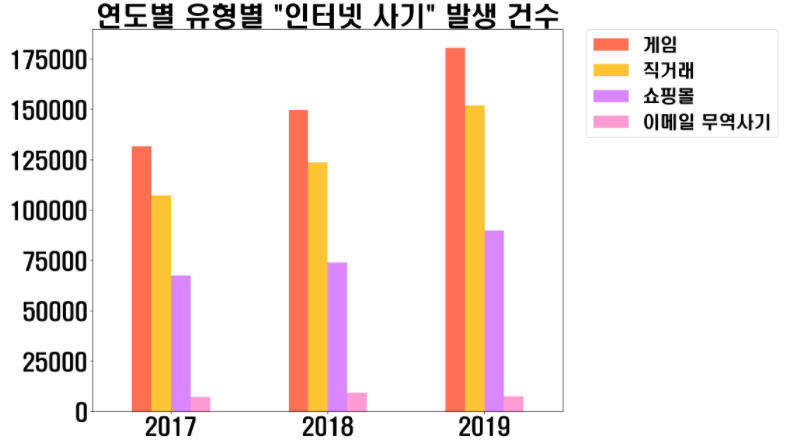 연도별 유형별 "인터넷 사기" 발생 건수
게임
직거래
쇼핑몰
이메일 무역사기
175000
150000
125000
100000
75000
50000
25000
0
2017 2018 2019